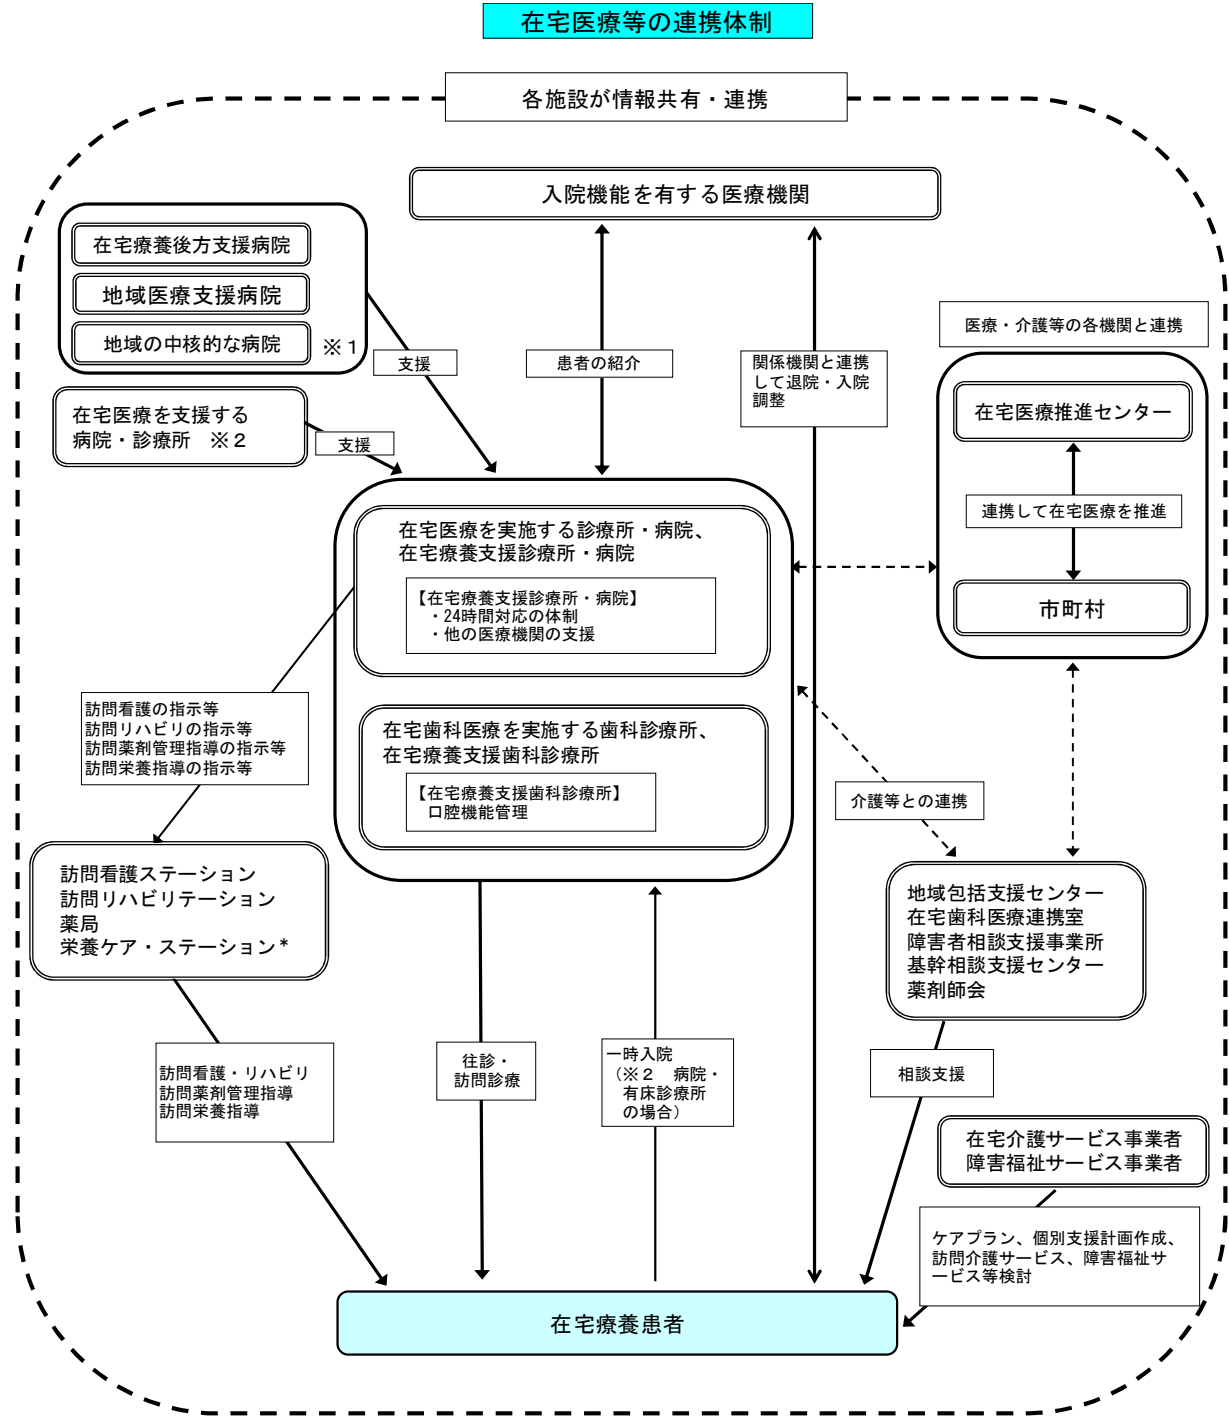 在宅医療等の連携体制
各施設が情報共有・連携
入院機能を有する医療機関
在宅療養後方支援病院
地域医療支援病院
地域の中核的な病院
※１
在宅医療を支援する
病院・診療所　※２
支援
支援
患者の紹介
関係機関と連携
して退院・入院
調整
医療・介護等の各機関と連携
在宅医療推進センター
連携して在宅医療を推進
市町村
在宅医療を実施する診療所・病院、
在宅療養支援診療所・病院
【在宅療養支援診療所・病院】
・24時間対応の体制
・他の医療機関の支援
訪問看護の指示等
訪問リハビリの指示等
訪問薬剤管理指導の指示等
訪問栄養指導の指示等
在宅歯科医療を実施する歯科診療所、
在宅療養支援歯科診療所
【在宅療養支援歯科診療所】
口腔機能管理
介護等との連携
訪問看護ステーション
訪問リハビリテーション
薬局
栄養ケア・ステーション*
地域包括支援センター
在宅歯科医療連携室
障害者相談支援事業所
基幹相談支援センター
薬剤師会
訪問看護・リハビリ
訪問薬剤管理指導
訪問栄養指導
往診・
訪問診療
一時入院
（※２　病院・
有床診療所
の場合）
相談支援
在宅介護サービス事業者
障害福祉サービス事業者
ケアプラン、個別支援計画作成、
訪問介護サービス、障害福祉サ
ービス等検討
在宅療養患者